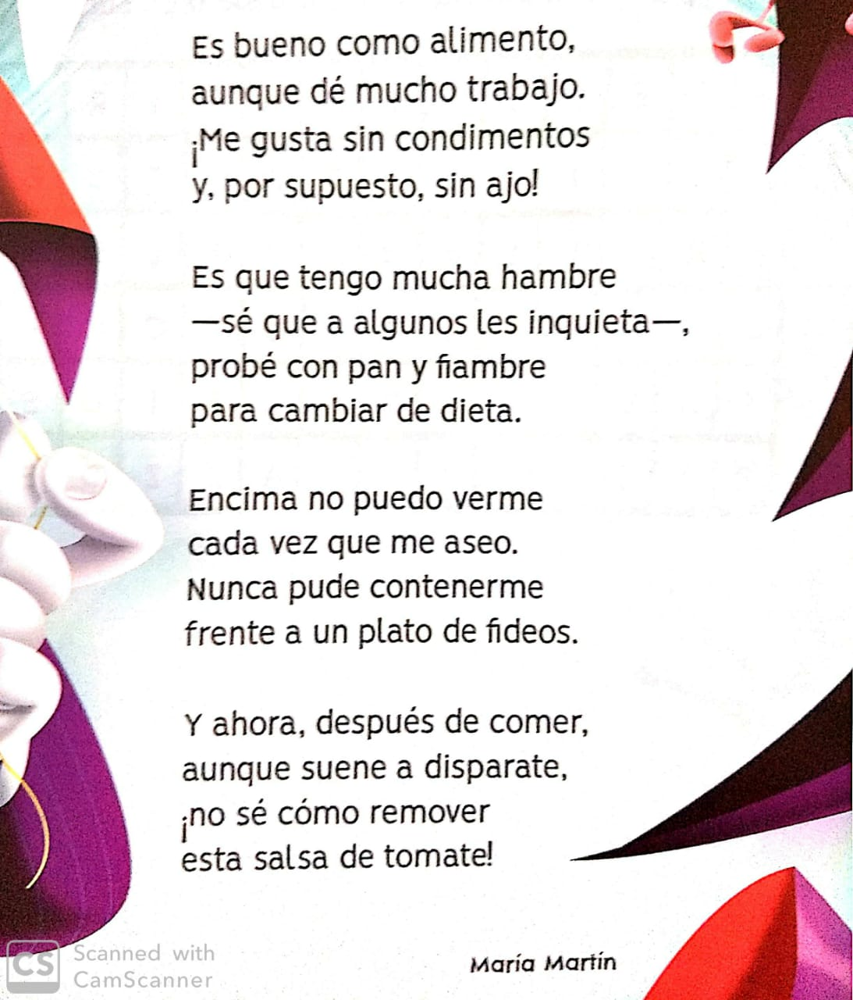 Es bueno como alimento,
aunque dé mucho trabajo.
¡Me gusta sin condimentos
y, por supuesto, sin ajo!
Es que tengo mucha hambre
—sé que a algunos les inquieta—,
probé con pan y fiambre
para cambiar de dieta.
Encima no puedo verme
cada vez que me aseo.
Nunca pude contenerme
frente a un plato de fideos.
Y ahora, después de comer,
aunque suene a disparate,
¡no sé cómo remover
esta salsa de tomate!
María Martín
CS Scanned with
CamScanner